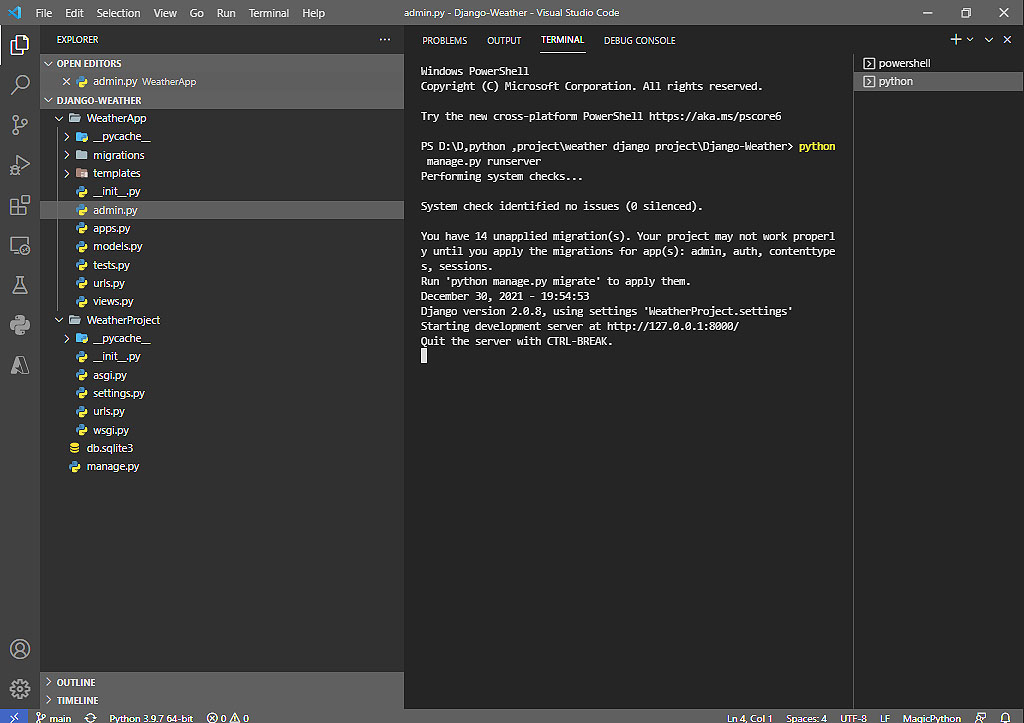 File Edit Selection View Go Run Terminal Help
admin.py - Django-Weather - Visual Studio Code
EXPLORER
OPEN EDITORS
admin.py WeatherApp
DJANGO-WEATHER
WeatherApp
__pycache__
migrations
templates
__init__.py
admin.py
apps.py
models.py
tests.py
urls.py
views.py
WeatherProject
__pycache__
__init__.py
asgi.py
settings.py
urls.py
wsgi.py
db.sqlite3
manage.py
OUTLINE
TIMELINE
PROBLEMS OUTPUT TERMINAL DEBUG CONSOLE
Windows PowerShell
Copyright (C) Microsoft Corporation. All rights reserved.
Try the new cross-platform PowerShell https://aka.ms/pscore6
PS D:\D,python ,project\weather django project\Django-Weather> python
manage.py runserver
Performing system checks...
System check identified no issues (0 silenced).
You have 14 unapplied migration(s). Your project may not work properl
y until you apply the migrations for app(s): admin, auth, contenttype
s, sessions.
Run 'python manage.py migrate' to apply them.
December 30, 2021 - 19:54:53
Django version 2.0.8, using settings 'WeatherProject.settings'
Starting development server at http://127.0.0.1:8000/
Quit the server with CTRL-BREAK.
powershell
python
main Python 3.9.7 64-bit 0 0 Ln 4, Col 1 Spaces: 4 UTF-8 LF MagicPython